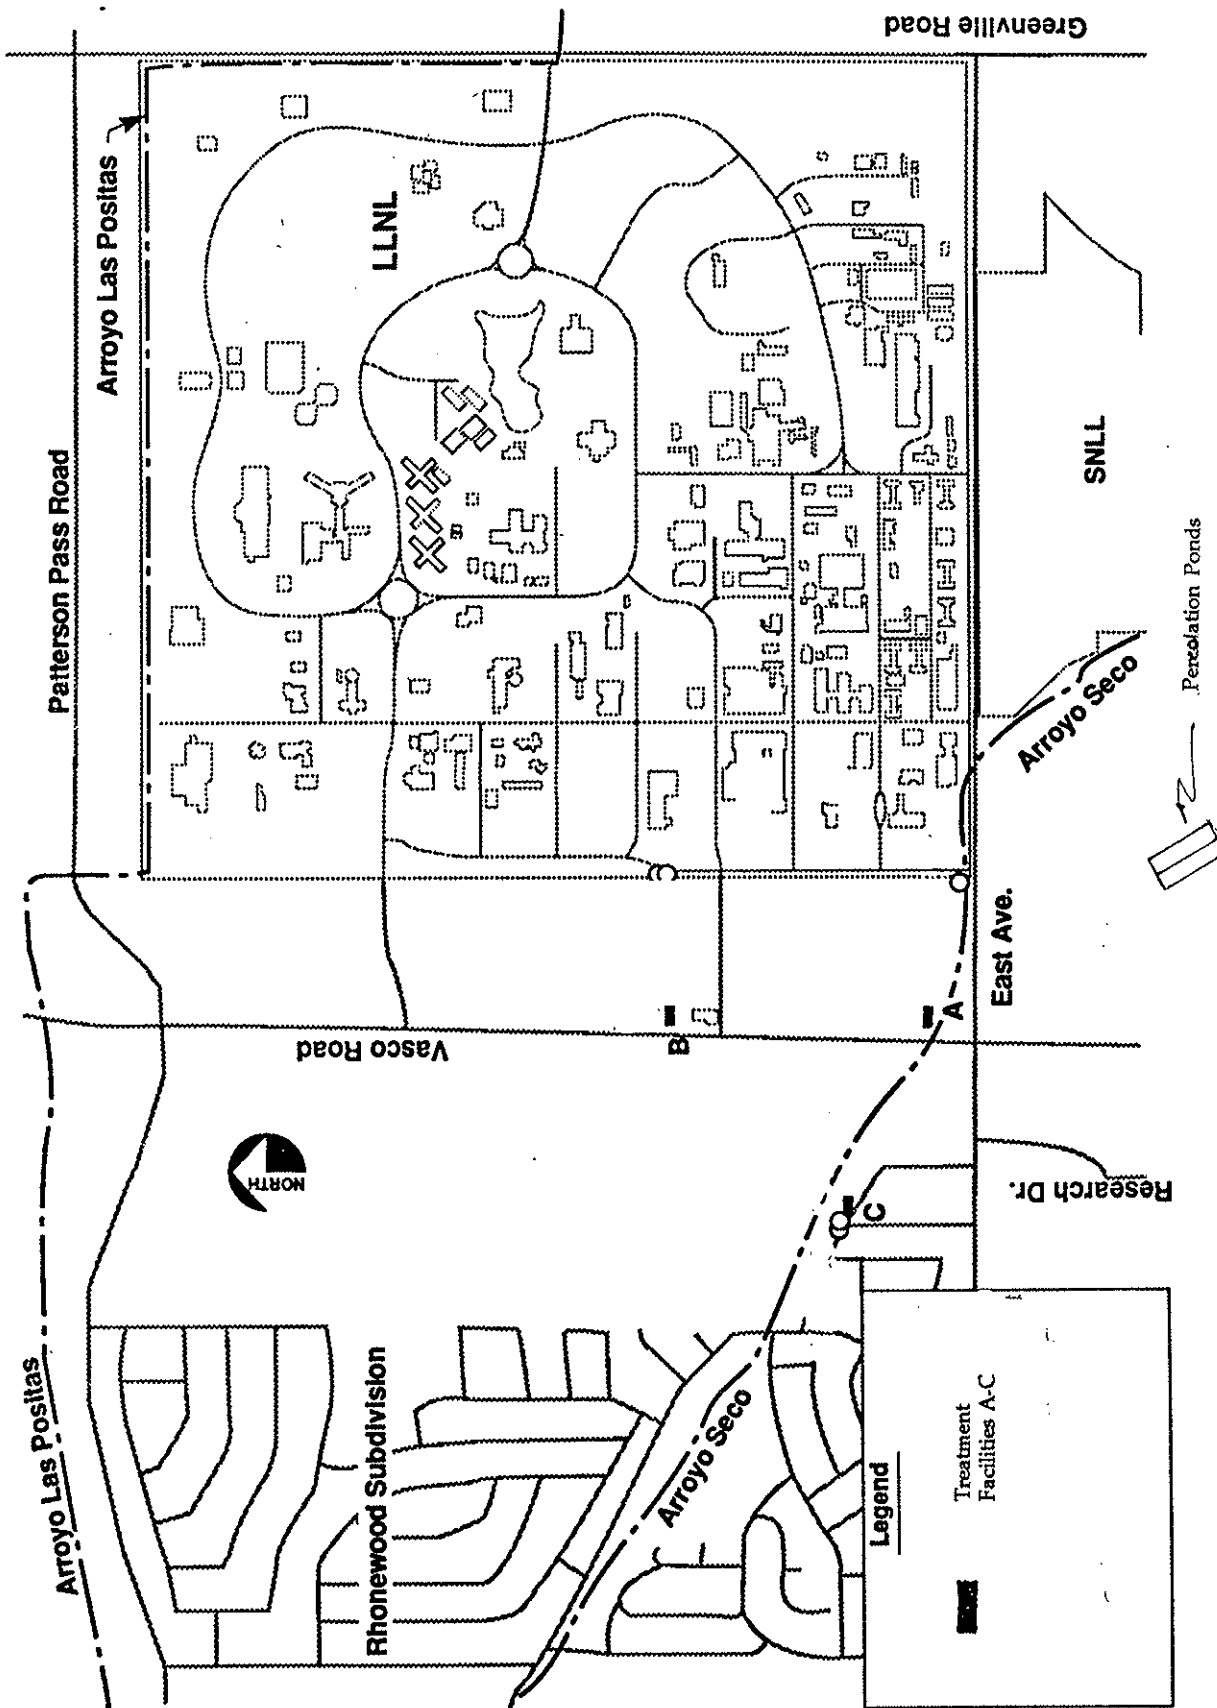 Arroyo Las Positas
Patterson Pass Road
Arroyo Las Positas
Greenville Road
LLNL
Vasco Road
NORTH
Rhonewood Subdivision
B
A
C
East Ave.
SNLL
Arroyo Seco
Arroyo Seco
Research Dr.
Percolation Ponds
Legend
Treatment
Facilities A-C